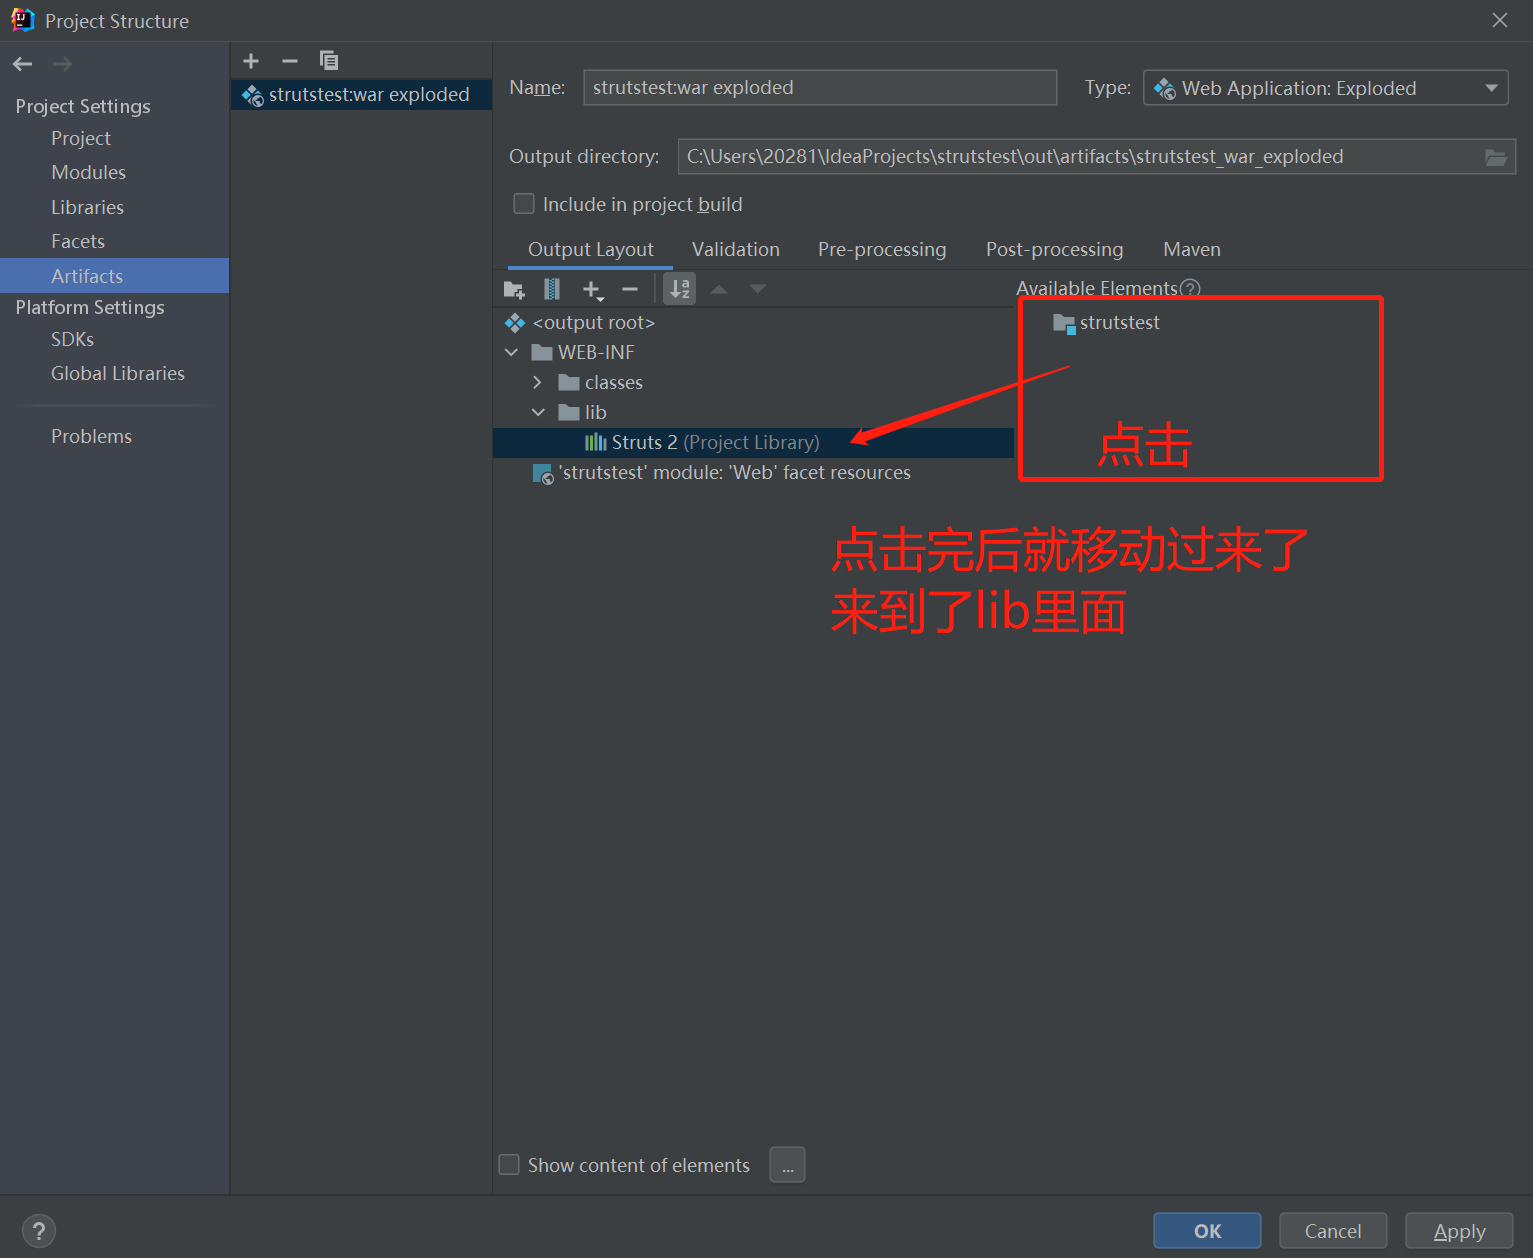 Project Structure
Project Settings
Project
Modules
Libraries
Facets
Artifacts
Platform Settings
SDKs
Global Libraries
Problems
strutstest:war exploded
Name: strutstest:war exploded Type: Web Application: Exploded
Output directory: C:\Users\20281\IdeaProjects\strutstest\out\artifacts\strutstest_war_exploded
Include in project build
Output Layout Validation Pre-processing Post-processing Maven
Available Elements
<output root>
WEB-INF
classes
lib
Struts 2 (Project Library)
'strutstest' module: 'Web' facet resources
strutstest
点击
点击完后就移动过来了
来到了lib里面
Show content of elements ...
? OK Cancel Apply